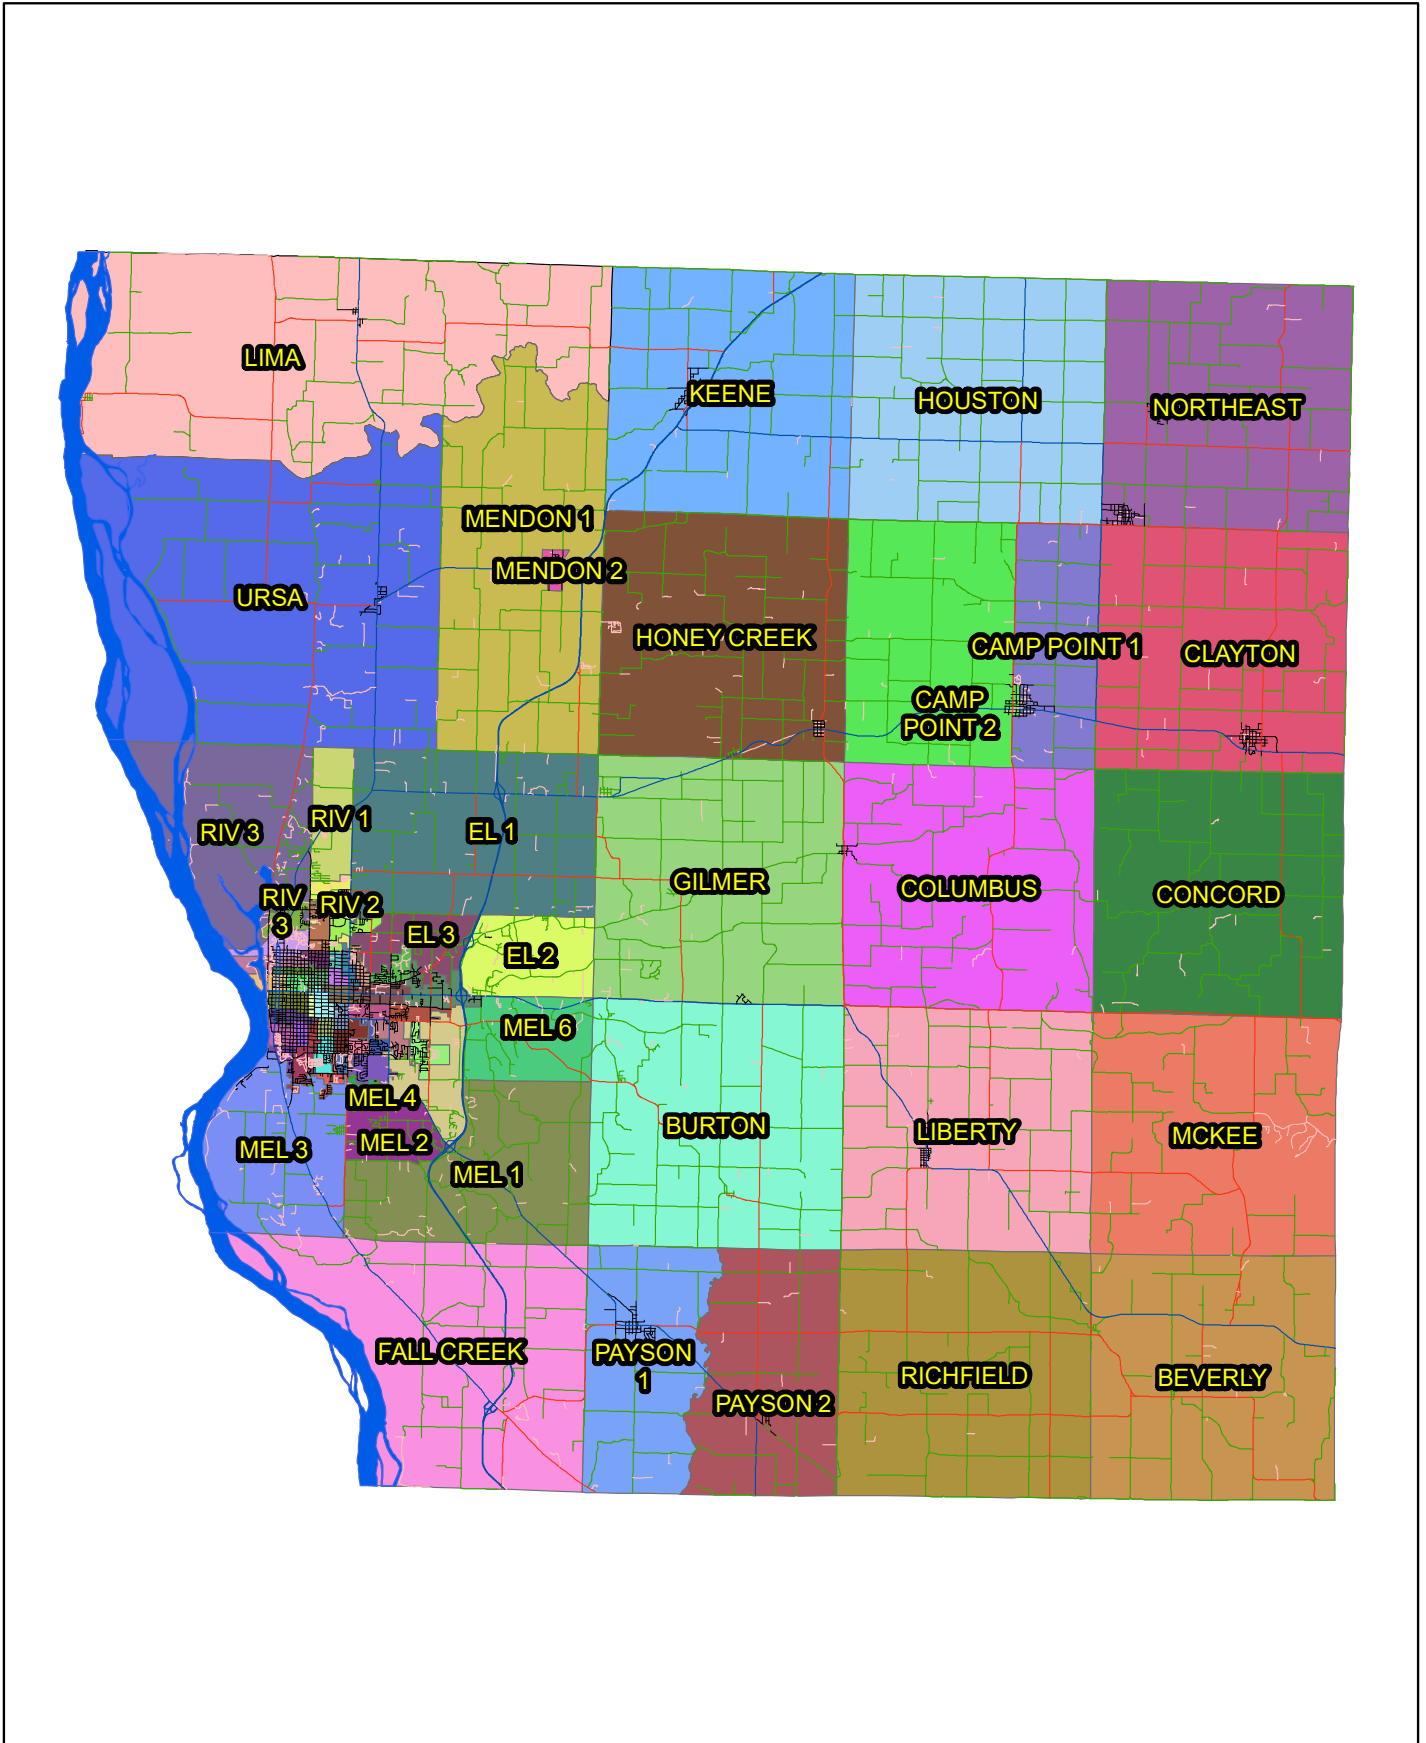 LIMA
KEENE
HOUSTON
NORTHEAST
MENDON 1
MENDON 2
URSA
HONEY CREEK
CAMP POINT 1
CLAYTON
CAMP
POINT 2
RIV 1
RIV 3
EL 1
GILMER
COLUMBUS
CONCORD
RIV
3
RIV 2
EL 3
EL 2
MEL 6
MEL 4
MEL 2
MEL 3
MEL 1
BURTON
LIBERTY
MCKEE
FALL CREEK
PAYSON
1
PAYSON 2
RICHFIELD
BEVERLY